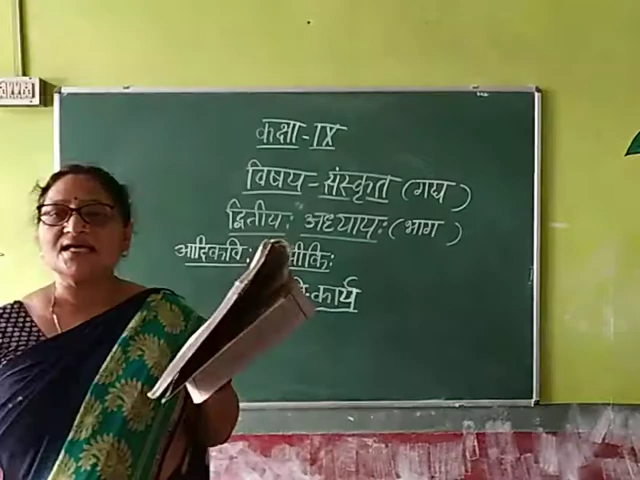 कक्षा - IX
विषय - संस्कृत (गद्य)
द्वितीयः अध्यायः (भाग)
आदिकविः
कार्य